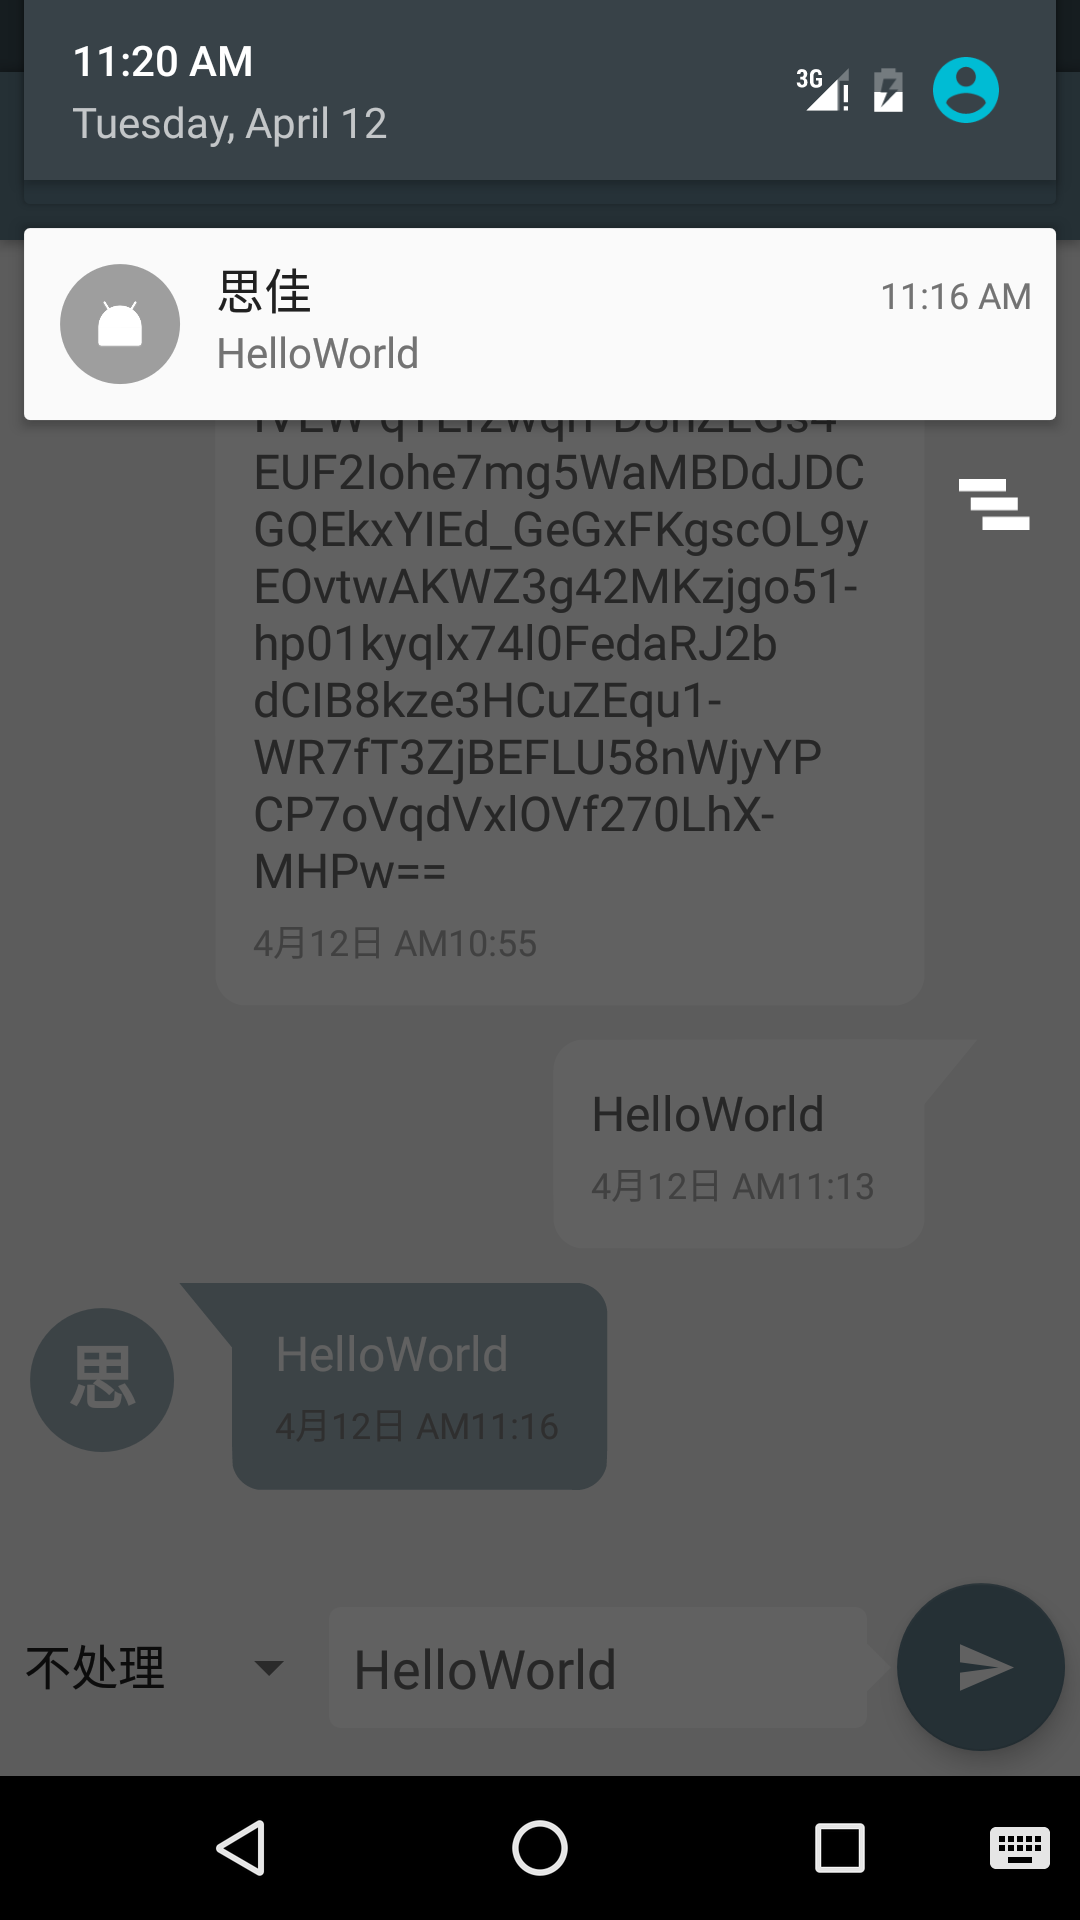 11:20 AM
3G
Tuesday, April 12
思佳
11:16 AM
HelloWorld
EUF2Iohe7mg5WaMBDdJDC
GQEkxYIEd_GeGxFKgscOL9y
EOvtwAKWZ3g42MKzjgo51-
hp01kyqlx74l0FedaRJ2b
dCIB8kze3HCuZEqu1-
WR7fT3ZjBEFLU58nWjyYP
CP7oVqdVxlOVf270LhX-
MHPw==
4月12日 AM10:55
HelloWorld
4月12日 AM11:13
思
HelloWorld
4月12日 AM11:16
不处理
HelloWorld